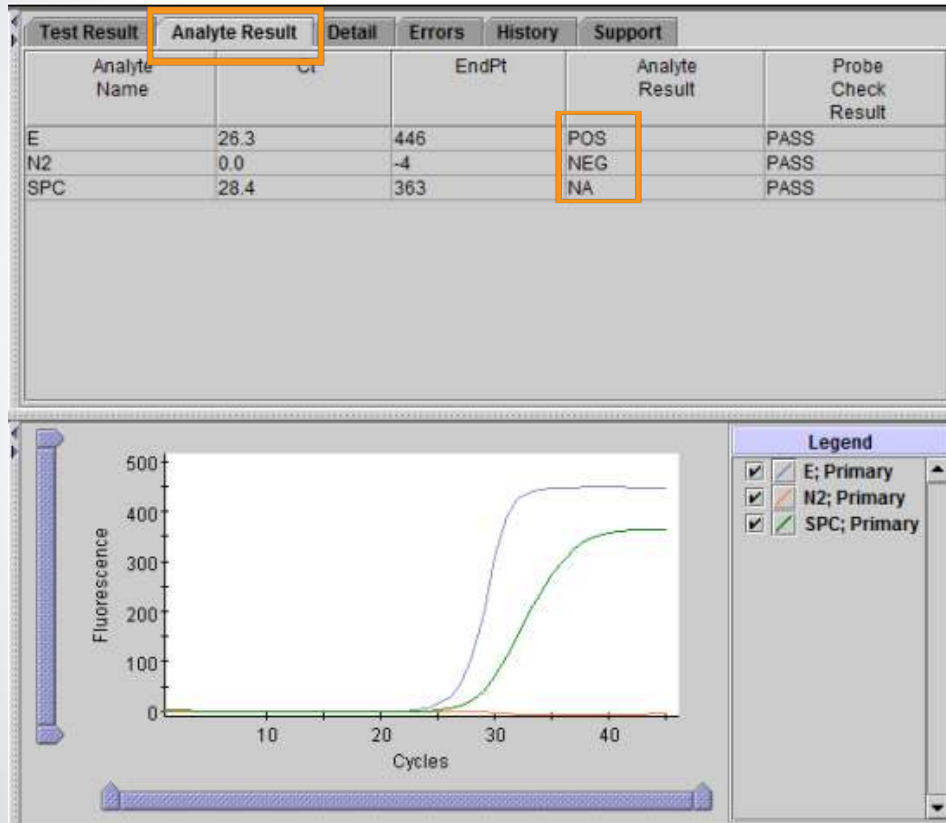 Test Result Analyte Result Detail Errors History Support
Analyte Name Ct EndPt Analyte Result Probe Check Result
E 26.3 446 POS PASS
N2 0.0 -4 NEG PASS
SPC 28.4 363 NA PASS
Legend
E; Primary
N2; Primary
SPC; Primary
Fluorescence
500
400
300
200
100
0
10 20 30 40
Cycles